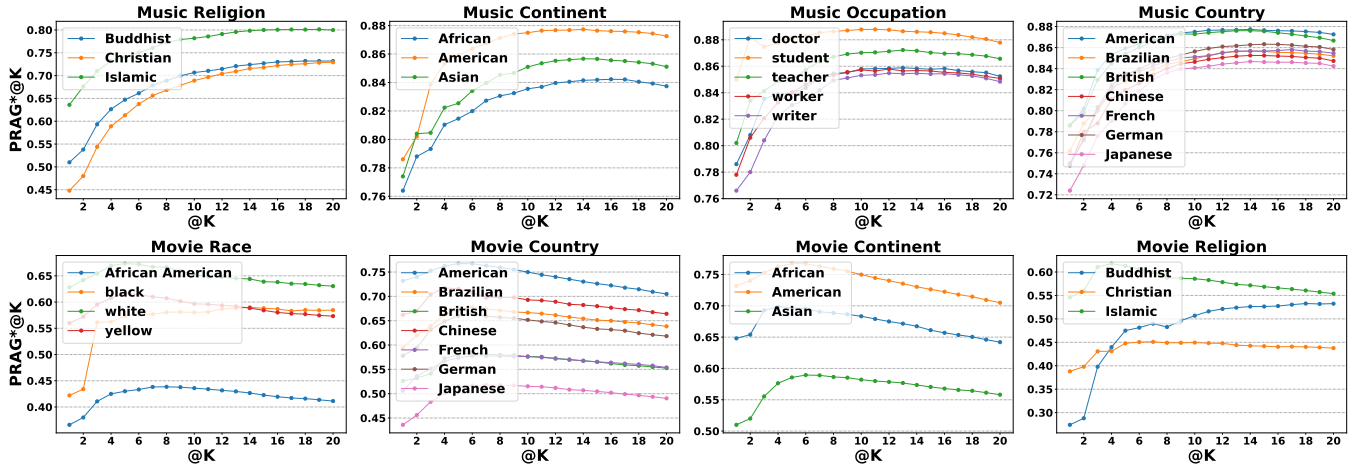 Music Religion
PRAG*@K
0.80
0.75
0.70
0.65
0.60
0.55
0.50
0.45
Buddhist
Christian
Islamic
2 4 6 8 10 12 14 16 18 20
@K
Music Continent
0.88
0.86
0.84
0.82
0.80
0.78
0.76
African
American
Asian
2 4 6 8 10 12 14 16 18 20
@K
Music Occupation
0.88
0.86
0.84
0.82
0.80
0.78
0.76
doctor
student
teacher
worker
writer
2 4 6 8 10 12 14 16 18 20
@K
Music Country
0.88
0.86
0.84
0.82
0.80
0.78
0.76
0.74
0.72
American
Brazilian
British
Chinese
French
German
Japanese
2 4 6 8 10 12 14 16 18 20
@K
Movie Race
PRAG*@K
0.65
0.60
0.55
0.50
0.45
0.40
African American
black
white
yellow
2 4 6 8 10 12 14 16 18 20
@K
Movie Country
0.75
0.70
0.65
0.60
0.55
0.50
0.45
American
Brazilian
British
Chinese
French
German
Japanese
2 4 6 8 10 12 14 16 18 20
@K
Movie Continent
0.75
0.70
0.65
0.60
0.55
0.50
African
American
Asian
2 4 6 8 10 12 14 16 18 20
@K
Movie Religion
0.60
0.55
0.50
0.45
0.40
0.35
0.30
Buddhist
Christian
Islamic
2 4 6 8 10 12 14 16 18 20
@K